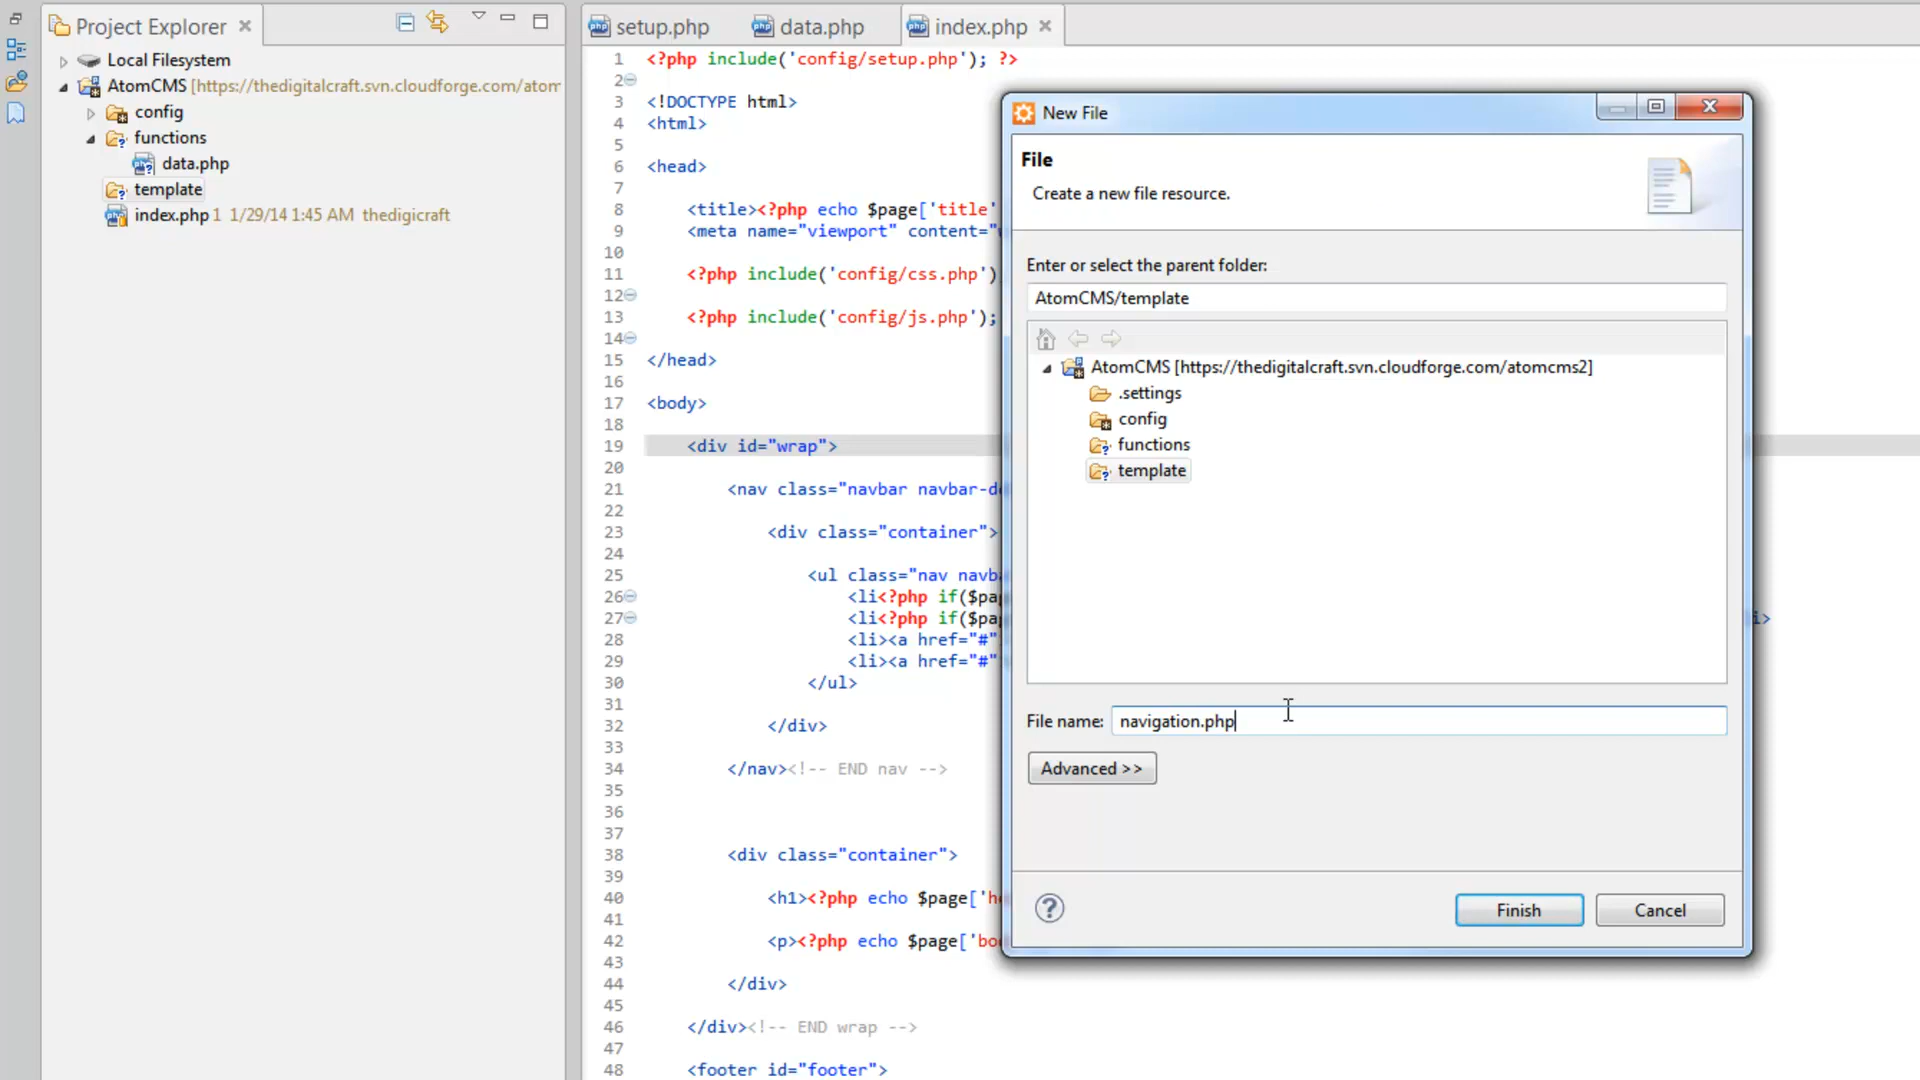 Project Explorer
Local Filesystem
AtomCMS [https://thedigitalcraft.svn.cloudforge.com/atom
config
functions
data.php
template
index.php 1 1/29/14 1:45 AM thedigicraft
setup.php
data.php
index.php
1 <?php include('config/setup.php'); ?>
2
3 <!DOCTYPE html>
4 <html>
5
6 <head>
7
8 <title><?php echo $page['title'
9 <meta name="viewport" content="
10
11 <?php include('config/css.php')
12
13 <?php include('config/js.php');
14
15 </head>
16
17 <body>
18
19 <div id="wrap">
20
21 <nav class="navbar navbar-de
22
23 <div class="container">
24
25 <ul class="nav navb
26 <li<?php if($pa
27 <li<?php if($pa i>
28 <li><a href="#"
29 <li><a href="#"
30 </ul>
31
32 </div>
33
34 </nav><!-- END nav -->
35
36
37
38 <div class="container">
39
40 <h1><?php echo $page['he
41
42 <p><?php echo $page['bo
43
44 </div>
45
46 </div><!-- END wrap -->
47
48 <footer id="footer">
New File
File
Create a new file resource.
Enter or select the parent folder:
AtomCMS/template
AtomCMS [https://thedigitalcraft.svn.cloudforge.com/atomcms2]
.settings
config
functions
template
File name: navigation.php
Advanced >>
Finish
Cancel